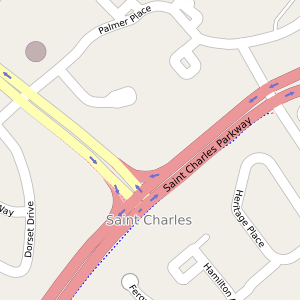 Palmer Place
Saint Charles Parkway
Saint Charles
Heritage Place
Dorset Drive
Hamilton